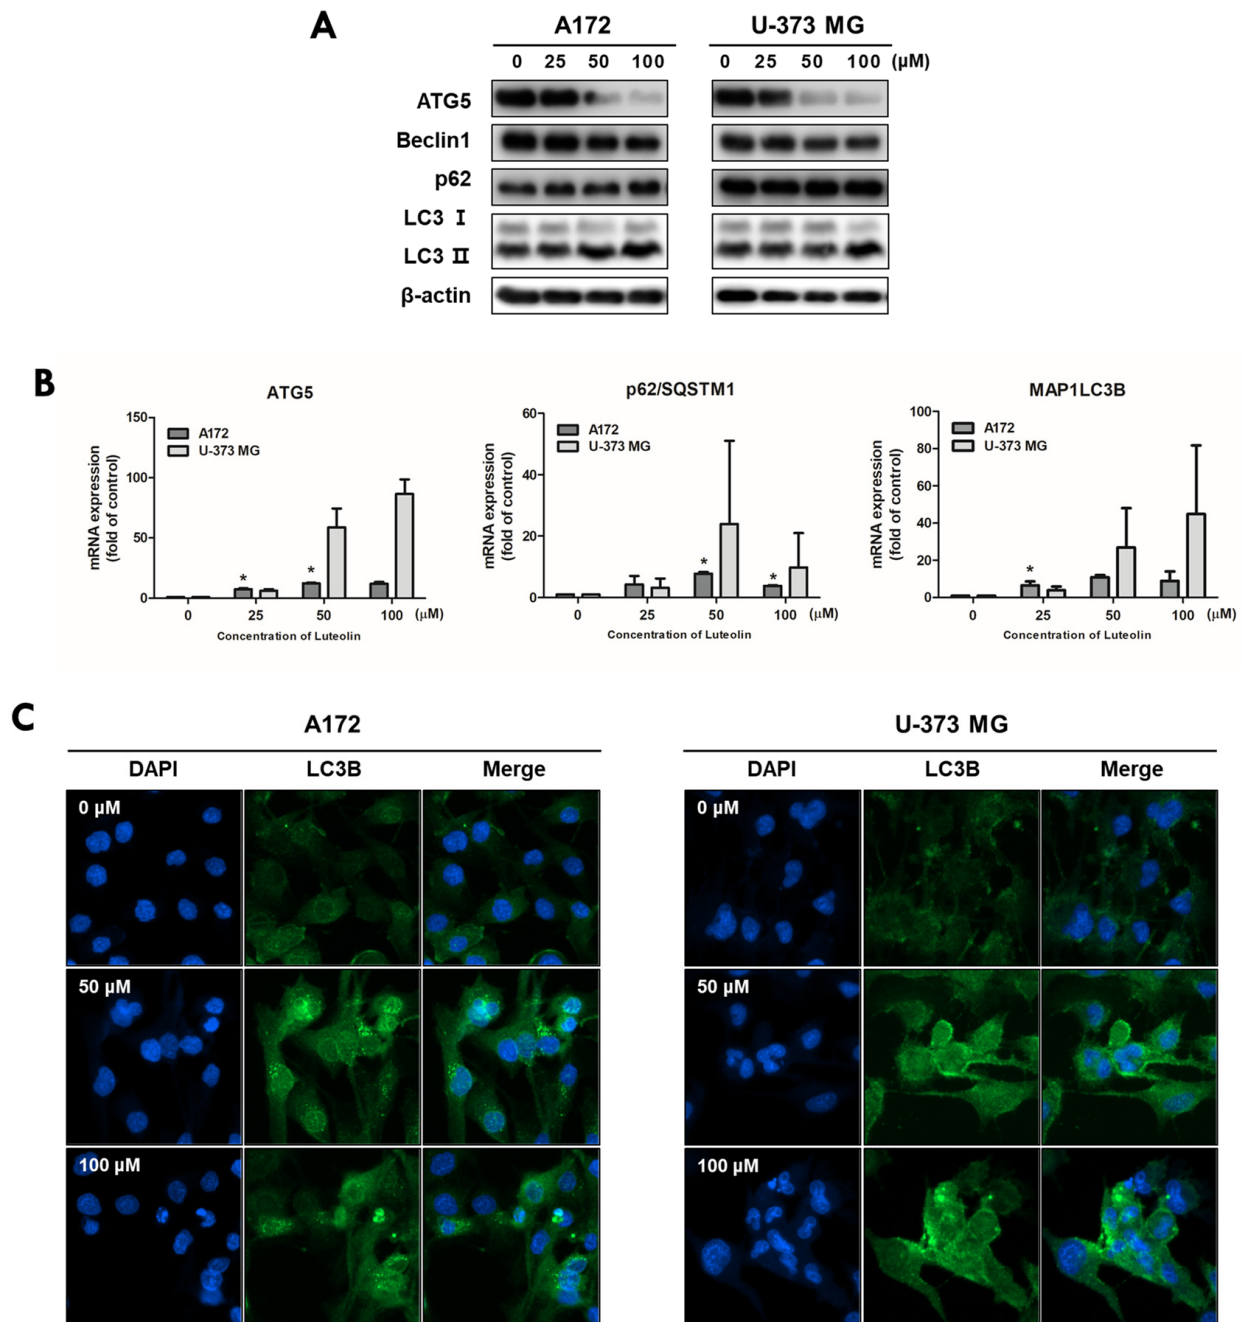 A
A172 U-373 MG
0 25 50 100 0 25 50 100 (µM)
ATG5
Beclin1
p62
LC3 Ⅰ
LC3 Ⅱ
β-actin
B
ATG5
mRNA expression
(fold of control)
150
100
50
0
A172
U-373 MG
* *
0 25 50 100 (µM)
Concentration of Luteolin
p62/SQSTM1
mRNA expression
(fold of control)
60
40
20
0
A172
U-373 MG
* *
0 25 50 100 (µM)
Concentration of Luteolin
MAP1LC3B
mRNA expression
(fold of control)
100
80
60
40
20
0
A172
U-373 MG
*
0 25 50 100 (µM)
Concentration of Luteolin
C
A172 U-373 MG
DAPI LC3B Merge DAPI LC3B Merge
0 µM 0 µM
50 µM 50 µM
100 µM 100 µM